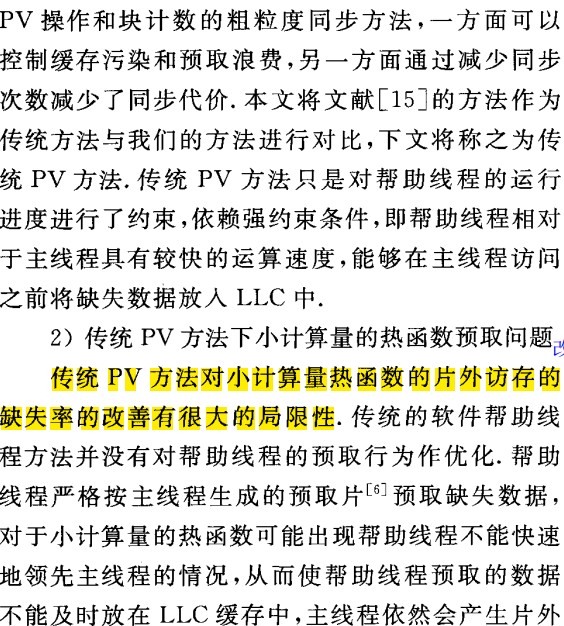 PV 操作和块计数的粗粒度同步方法,一方面可以
控制缓存污染和预取浪费,另一方面通过减少同步
次数减少了同步代价.本文将文献[15]的方法作为
传统方法与我们的方法进行对比,下文将称之为传
统 PV 方法.传统 PV 方法只是对帮助线程的运行
进度进行了约束,依赖强约束条件,即帮助线程相对
于主线程具有较快的运算速度,能够在主线程访问
之前将缺失数据放入 LLC 中.
2) 传统 PV 方法下小计算量的热函数预取问题
传统 PV 方法对小计算量热函数的片外访存的
缺失率的改善有很大的局限性.传统的软件帮助线
程方法并没有对帮助线程的预取行为作优化.帮助
线程严格按主线程生成的预取片[6]预取缺失数据,
对于小计算量的热函数可能出现帮助线程不能快速
地领先主线程的情况,从而使帮助线程预取的数据
不能及时放在 LLC 缓存中,主线程依然会产生片外